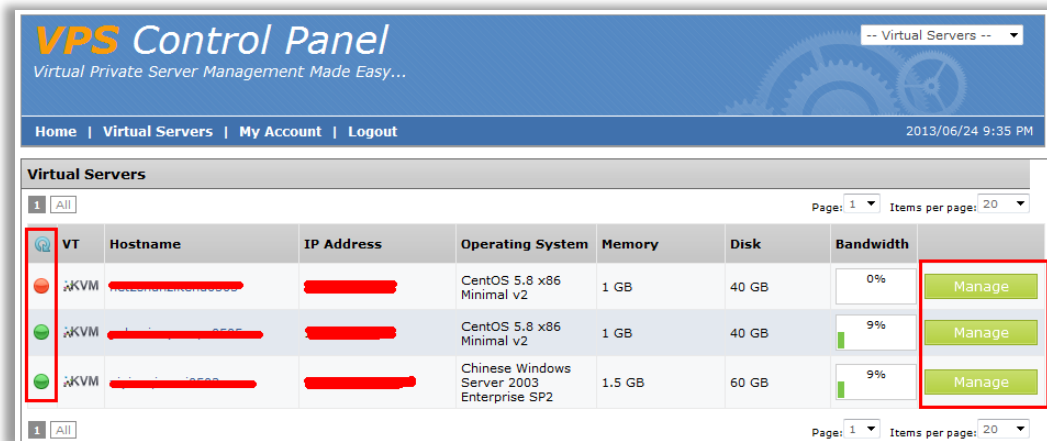 VPS Control Panel
-- Virtual Servers --
Virtual Private Server Management Made Easy...
Home | Virtual Servers | My Account | Logout
2013/06/24 9:35 PM
Virtual Servers
1 All
Page: 1 Items per page: 20
VT Hostname IP Address Operating System Memory Disk Bandwidth
KVM CentOS 5.8 x86 Minimal v2 1 GB 40 GB 0% Manage
KVM CentOS 5.8 x86 Minimal v2 1 GB 40 GB 9% Manage
KVM Chinese Windows Server 2003 Enterprise SP2 1.5 GB 60 GB 9% Manage
1 All
Page: 1 Items per page: 20